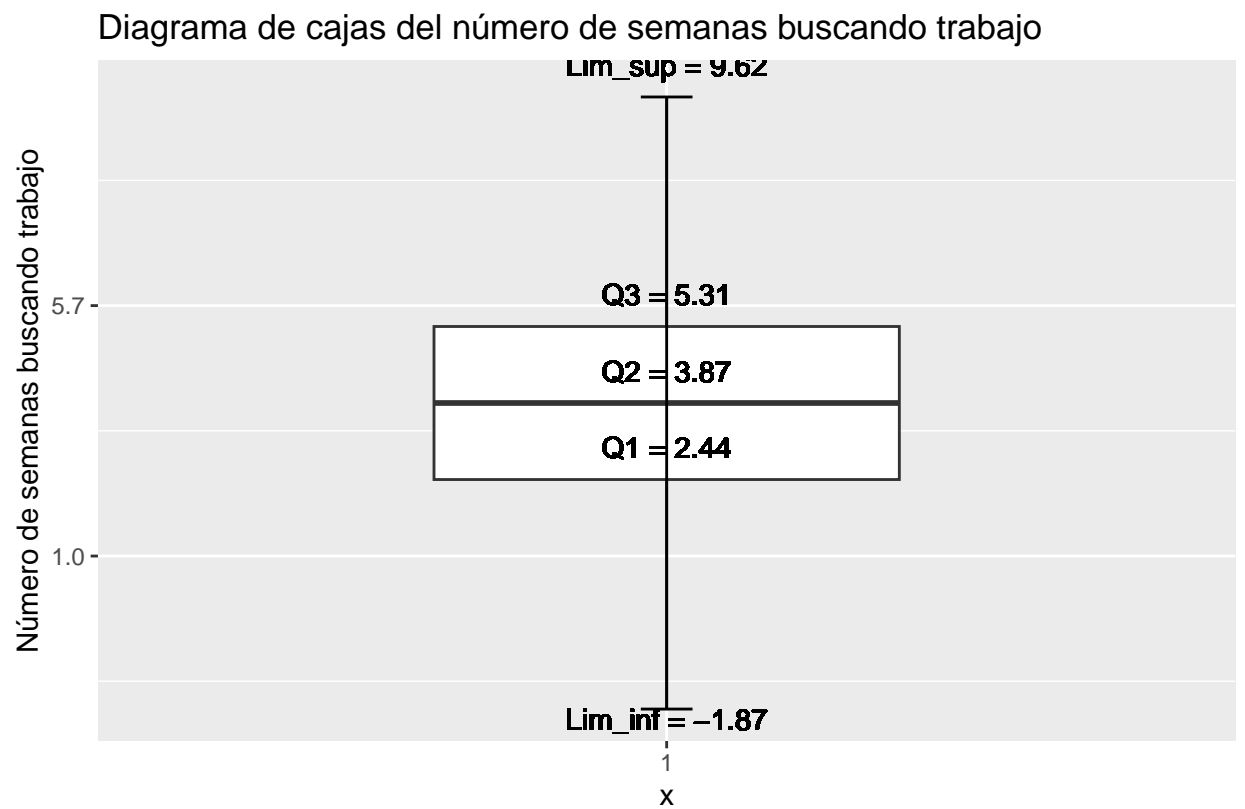 Diagrama de cajas del número de semanas buscando trabajo
Lim_sup = 9.62
Número de semanas buscando trabajo
Q3 = 5.31
5.7
Q2 = 3.87
Q1 = 2.44
1.0
Lim_inf = −1.87
1
x